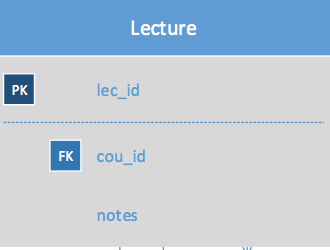 Lecture
PK lec_id
FK cou_id
notes